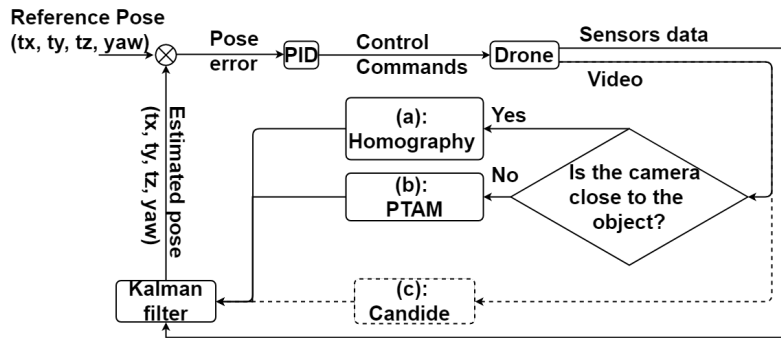 Reference Pose
(tx, ty, tz, yaw)
Pose
error
PID
Control
Commands
Drone
Sensors data
Video
(a):
Homography
Yes
Is the camera
close to the
object?
No
(b):
PTAM
Estimated pose
(tx, ty, tz, yaw)
Kalman
filter
(c):
Candide